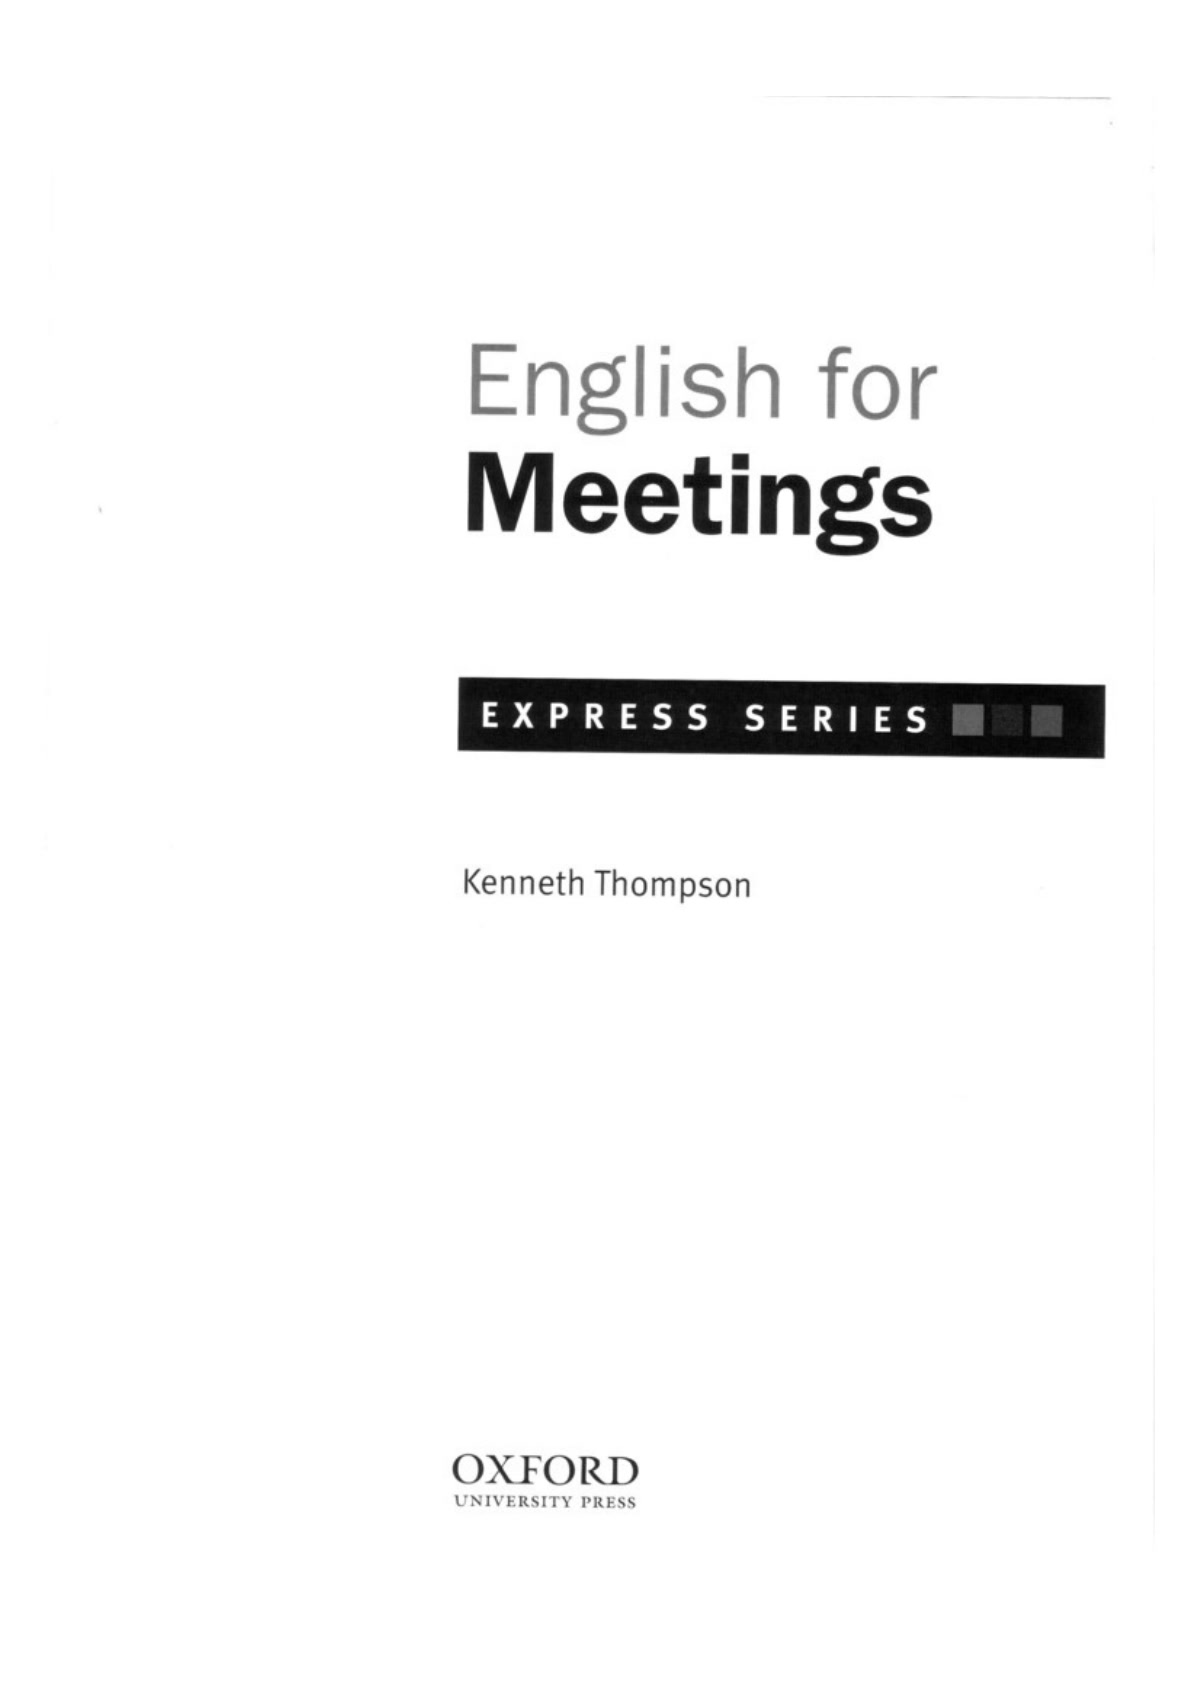 English for
Meetings
EXPRESS SERIES
Kenneth Thompson
OXFORD
UNIVERSITY PRESS